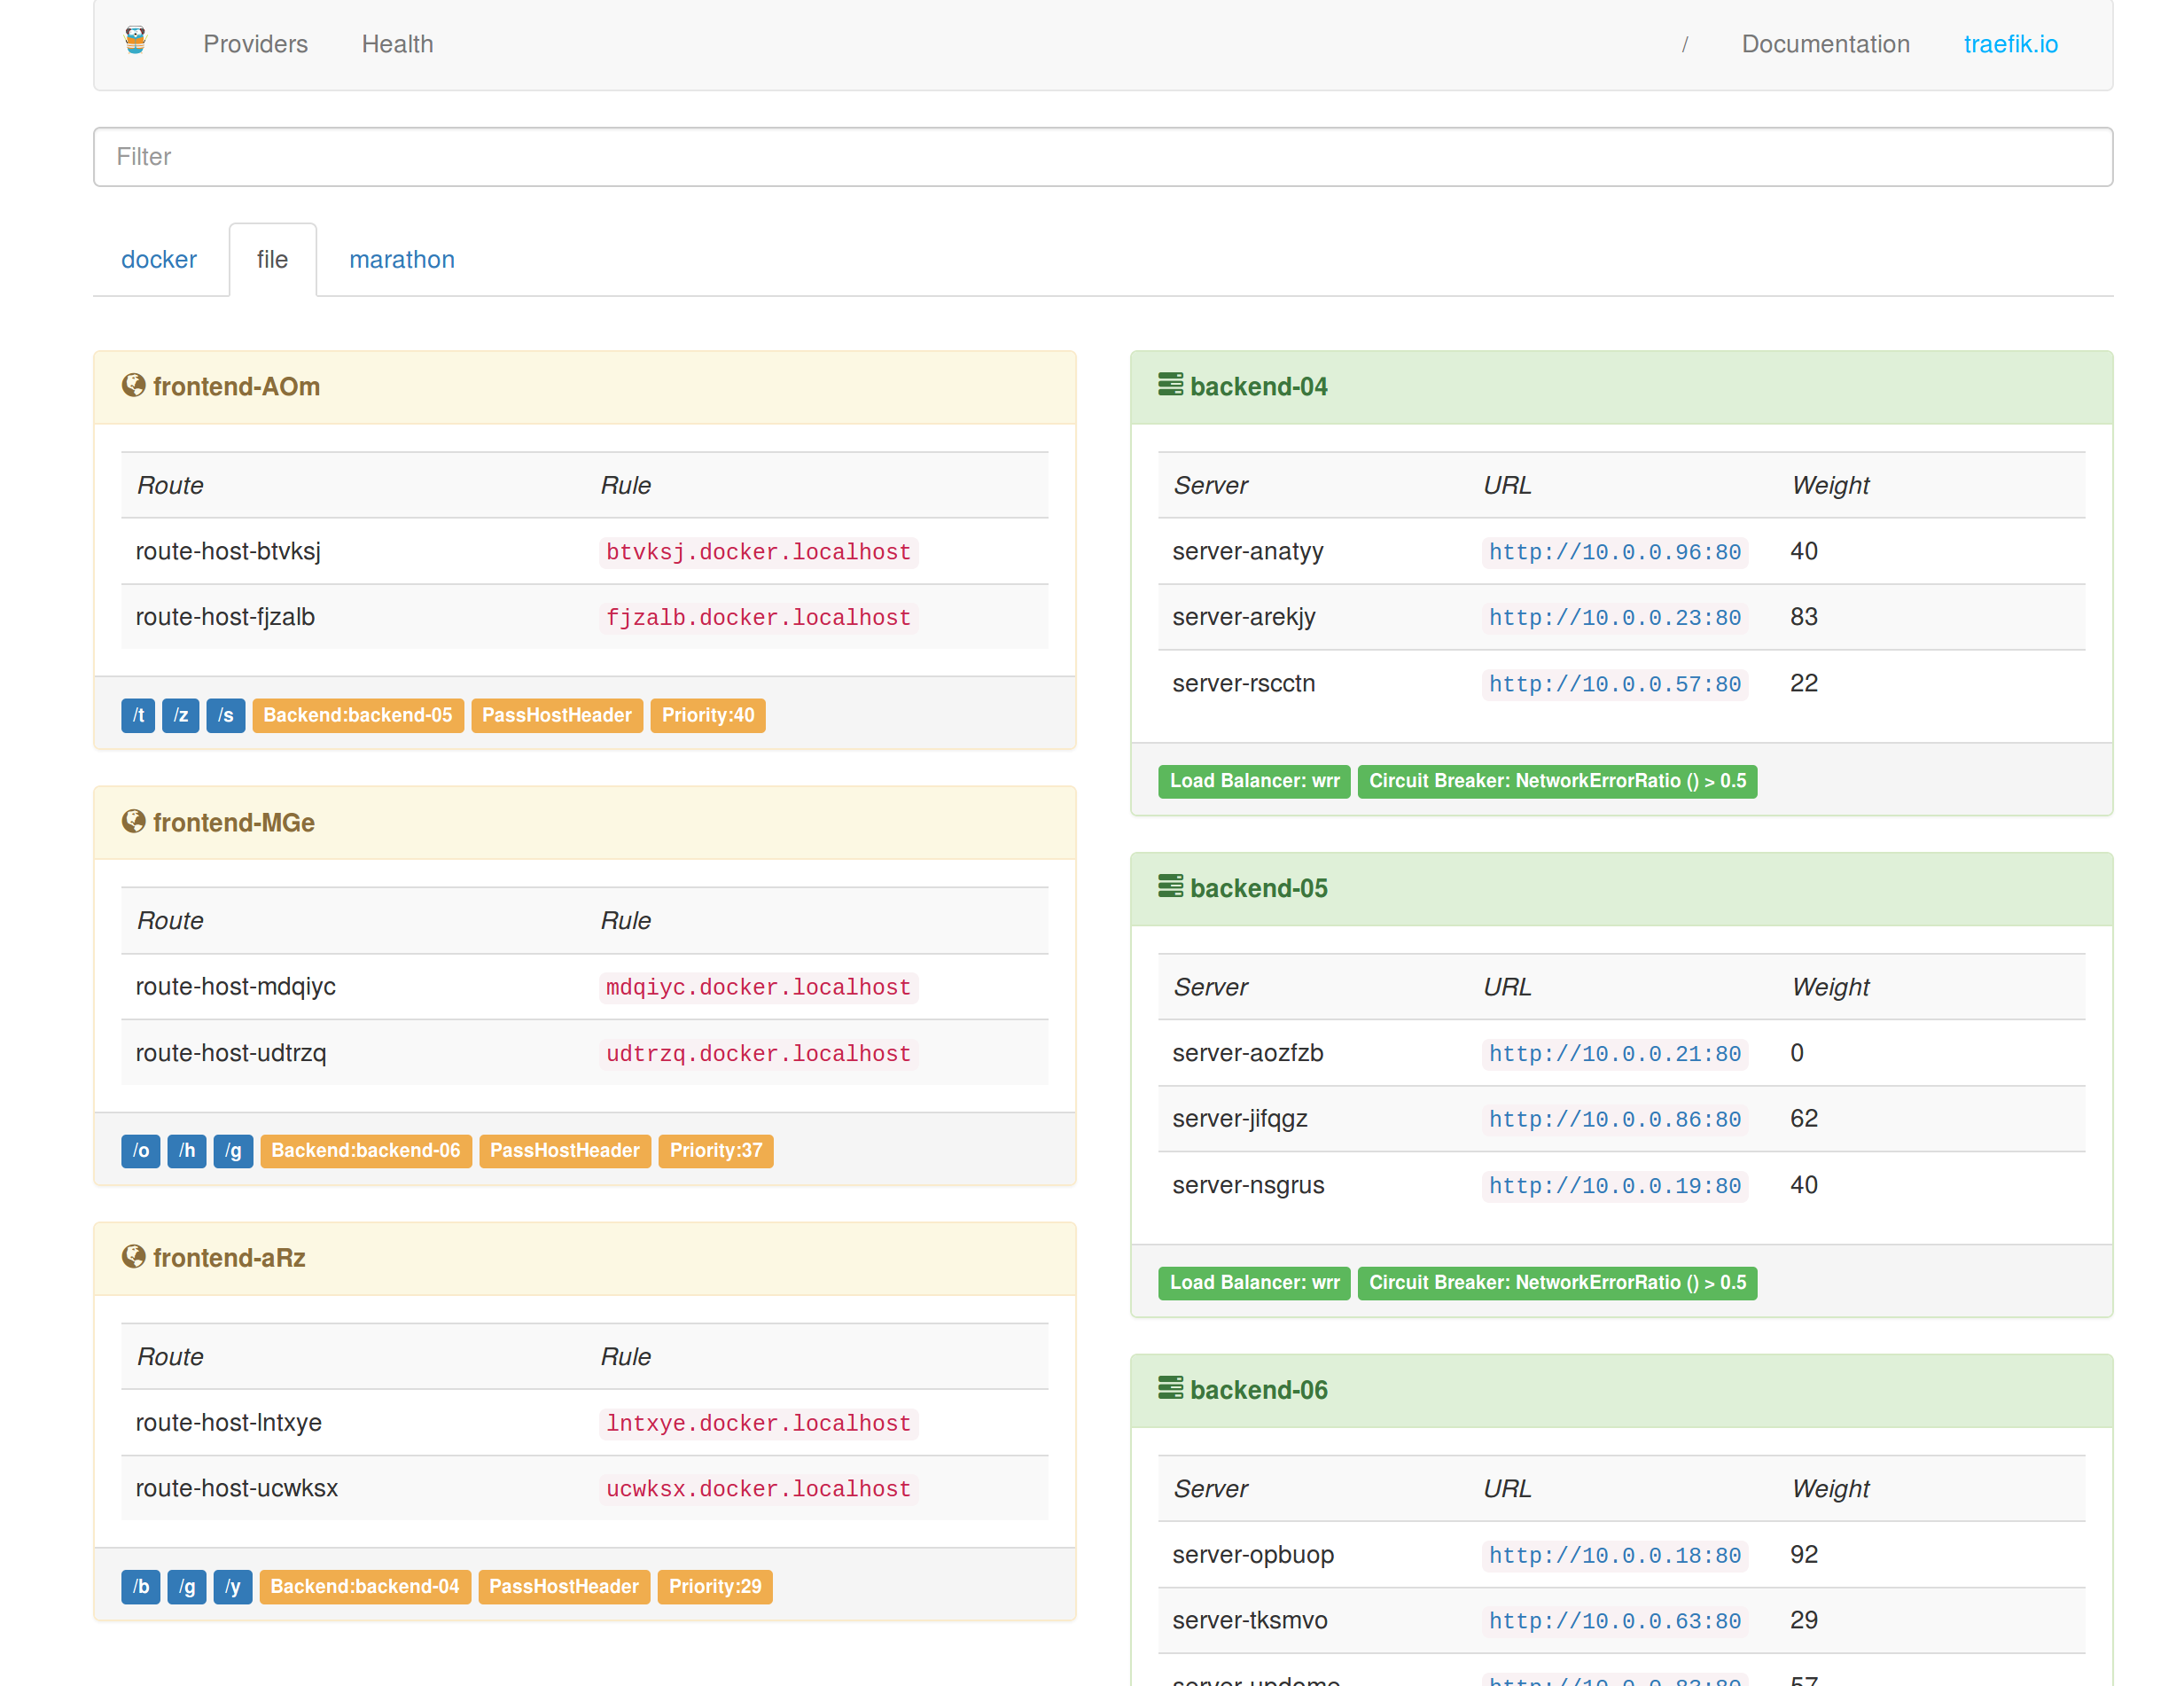 Providers Health / Documentation traefik.io
Filter
docker file marathon
frontend-AOm
Route Rule
route-host-btvksj btvksj.docker.localhost
route-host-fjzalb fjzalb.docker.localhost
/t /z /s Backend:backend-05 PassHostHeader Priority:40
frontend-MGe
Route Rule
route-host-mdqiyc mdqiyc.docker.localhost
route-host-udtrzq udtrzq.docker.localhost
/o /h /g Backend:backend-06 PassHostHeader Priority:37
frontend-aRz
Route Rule
route-host-lntxye lntxye.docker.localhost
route-host-ucwksx ucwksx.docker.localhost
/b /g /y Backend:backend-04 PassHostHeader Priority:29
backend-04
Server URL Weight
server-anatyy http://10.0.0.96:80 40
server-arekjy http://10.0.0.23:80 83
server-rscctn http://10.0.0.57:80 22
Load Balancer: wrr Circuit Breaker: NetworkErrorRatio () > 0.5
backend-05
Server URL Weight
server-aozfzb http://10.0.0.21:80 0
server-jifqgz http://10.0.0.86:80 62
server-nsgrus http://10.0.0.19:80 40
Load Balancer: wrr Circuit Breaker: NetworkErrorRatio () > 0.5
backend-06
Server URL Weight
server-opbuop http://10.0.0.18:80 92
server-tksmvo http://10.0.0.63:80 29
57